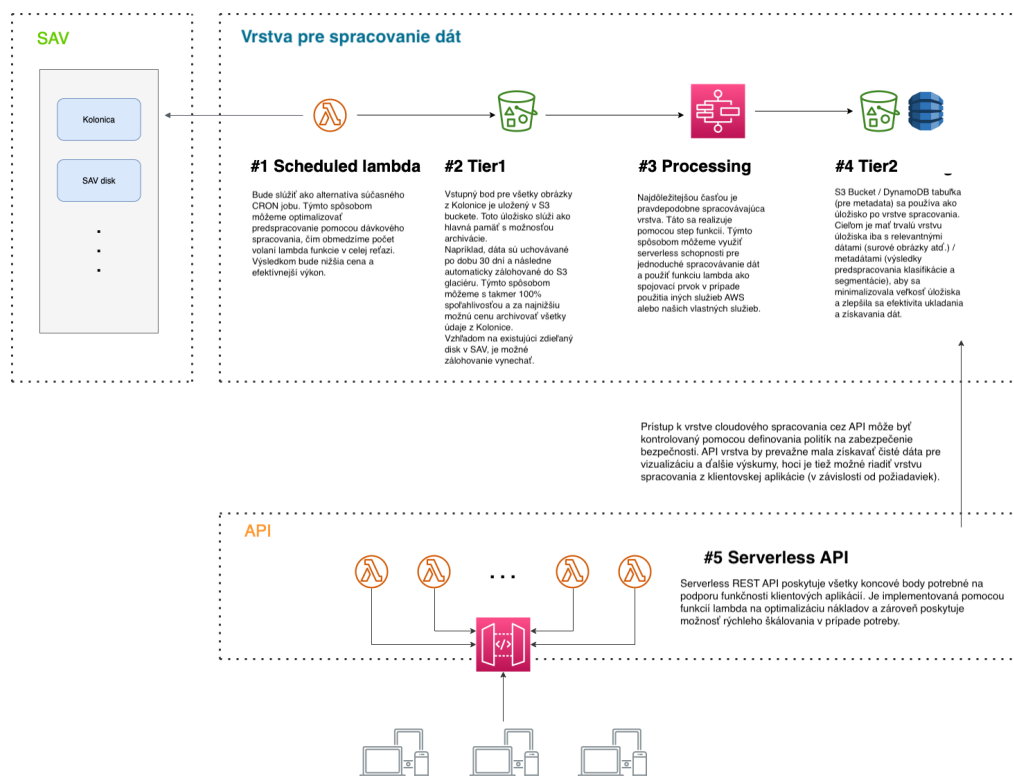 SAV
Kolonica
SAV disk
Vrstva pre spracovanie dát
#1 Scheduled lambda
Bude slúžiť ako alternatíva súčasného
CRON jobu. Týmto spôsobom
môžeme optimalizovať
predspracovanie pomocou dávkového
spracovania, čím obmedzíme počet
volaní lambda funkcie v celej reťazi.
Výsledkom bude nižšia cena a
efektívnejší výkon.
#2 Tier1
Vstupný bod pre všetky obrázky
z Kolonice je uložený v S3
buckete. Toto úložisko slúži ako
hlavná pamäť s možnosťou
archivácie.
Napríklad, dáta sú uchovávané
po dobu 30 dní a následne
automaticky zálohované do S3
glaciéru. Týmto spôsobom
môžeme s takmer 100%
spoľahlivosťou a za najnižšiu
možnú cenu archivovať všetky
údaje z Kolonice.
Vzhľadom na existujúci zdieľaný
disk v SAV, je možné
zálohovanie vynechať.
#3 Processing
Najdôležitejšou časťou je
pravdepodobne spracovávajúca
vrstva. Táto sa realizuje
pomocou step funkcií. Týmto
spôsobom môžeme využiť
serverless schopnosti pre
jednoduché spracovávanie dát
a použiť funkciu lambda ako
spojovací prvok v prípade
použitia iných služieb AWS
alebo našich vlastných služieb.
#4 Tier2
S3 Bucket / DynamoDB tabuľka
(pre metadata) sa používa ako
úložisko po vrstve spracovania.
Cieľom je mať trvalú vrstvu
úložiska iba s relevantnými
dátami (surové obrázky atď.) /
metadátami (výsledky
predspracovania klasifikácie a
segmentácie), aby sa
minimalizovala veľkosť úložiska
a zlepšila sa efektivita ukladania
a získavania dát.
Prístup k vrstve cloudového spracovania cez API môže byť
kontrolovaný pomocou definovania politík na zabezpečenie
bezpečnosti. API vrstva by prevažne mala získavať čisté dáta pre
vizualizáciu a ďalšie výskumy, hoci je tiež možné riadiť vrstvu
spracovania z klientovskej aplikácie (v závislosti od požiadaviek).
API
#5 Serverless API
Serverless REST API poskytuje všetky koncové body potrebné na
podporu funkčnosti klientových aplikácií. Je implementovaná pomocou
funkcií lambda na optimalizáciu nákladov a zároveň poskytuje
možnosť rýchleho škálovania v prípade potreby.